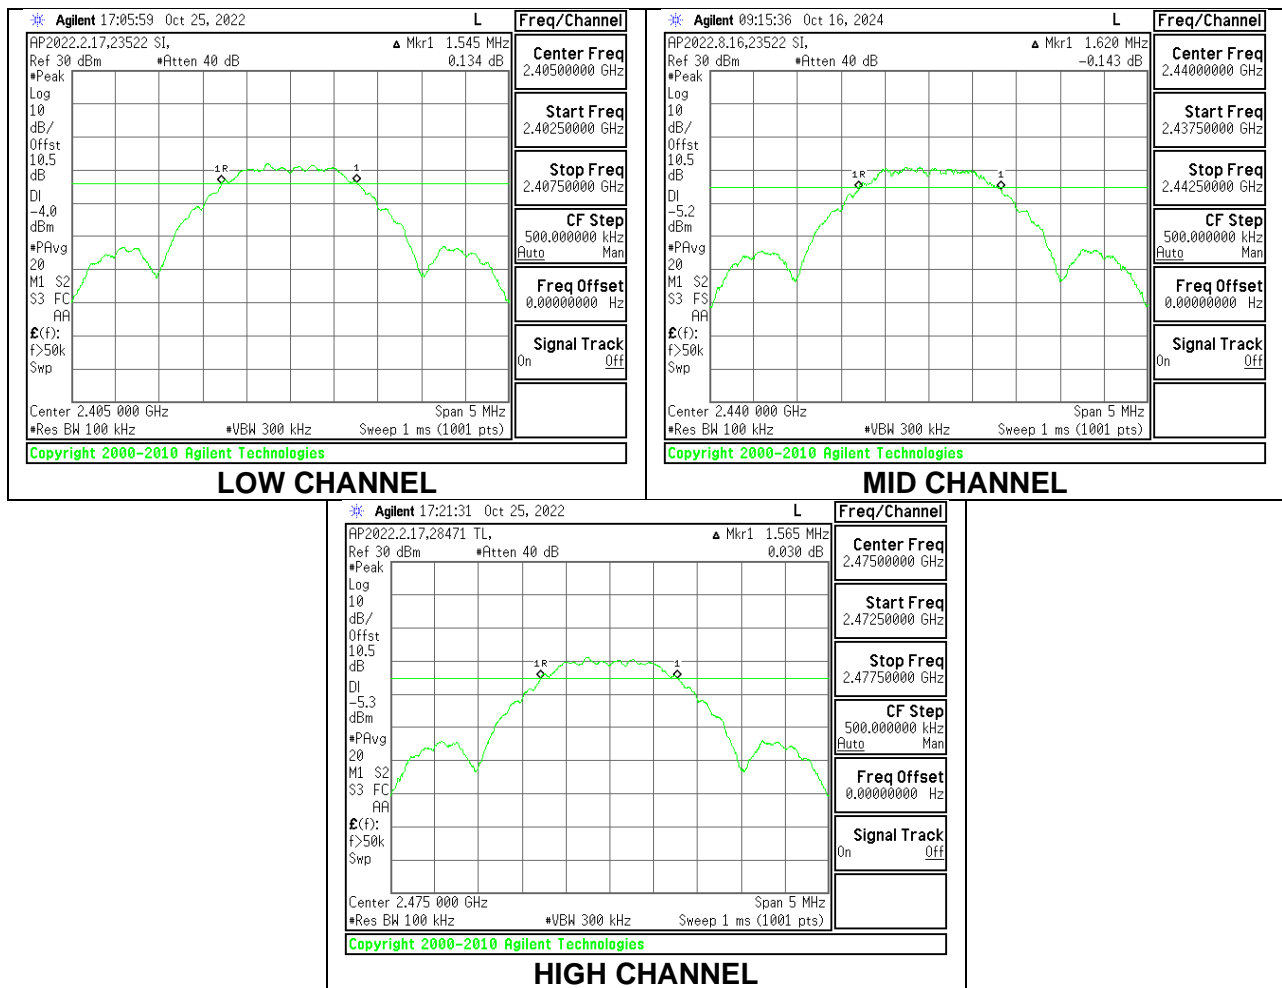 Agilent 17:05:59 Oct 25, 2022 L Freq/Channel
AP2022.2.17,23522 SI, Δ Mkr1 1.545 MHz
Ref 30 dBm #Atten 40 dB 0.134 dB
#Peak
Log
10
dB/
Offst
10.5
dB
DI
-4.0
dBm
#PAvg
20
M1 S2
S3 FC
AA
£(f):
f>50k
Swp
1R
1
Center 2.405 000 GHz Span 5 MHz
#Res BW 100 kHz #VBW 300 kHz Sweep 1 ms (1001 pts)
Copyright 2000-2010 Agilent Technologies
Center Freq
2.40500000 GHz
Start Freq
2.40250000 GHz
Stop Freq
2.40750000 GHz
CF Step
500.000000 kHz
Auto Man
Freq Offset
0.00000000 Hz
Signal Track
On Off
LOW CHANNEL
Agilent 09:15:36 Oct 16, 2024 L Freq/Channel
AP2022.8.16,23522 SI, Δ Mkr1 1.620 MHz
Ref 30 dBm #Atten 40 dB -0.143 dB
#Peak
Log
10
dB/
Offst
10.5
dB
DI
-5.2
dBm
#PAvg
20
M1 S2
S3 FS
AA
£(f):
f>50k
Swp
1R
1
Center 2.440 000 GHz Span 5 MHz
#Res BW 100 kHz #VBW 300 kHz Sweep 1 ms (1001 pts)
Copyright 2000-2010 Agilent Technologies
Center Freq
2.44000000 GHz
Start Freq
2.43750000 GHz
Stop Freq
2.44250000 GHz
CF Step
500.000000 kHz
Auto Man
Freq Offset
0.00000000 Hz
Signal Track
On Off
MID CHANNEL
Agilent 17:21:31 Oct 25, 2022 L Freq/Channel
AP2022.2.17,28471 TL, Δ Mkr1 1.565 MHz
Ref 30 dBm #Atten 40 dB 0.030 dB
#Peak
Log
10
dB/
Offst
10.5
dB
DI
-5.3
dBm
#PAvg
20
M1 S2
S3 FC
AA
£(f):
f>50k
Swp
1R
1
Center 2.475 000 GHz Span 5 MHz
#Res BW 100 kHz #VBW 300 kHz Sweep 1 ms (1001 pts)
Copyright 2000-2010 Agilent Technologies
Center Freq
2.47500000 GHz
Start Freq
2.47250000 GHz
Stop Freq
2.47750000 GHz
CF Step
500.000000 kHz
Auto Man
Freq Offset
0.00000000 Hz
Signal Track
On Off
HIGH CHANNEL